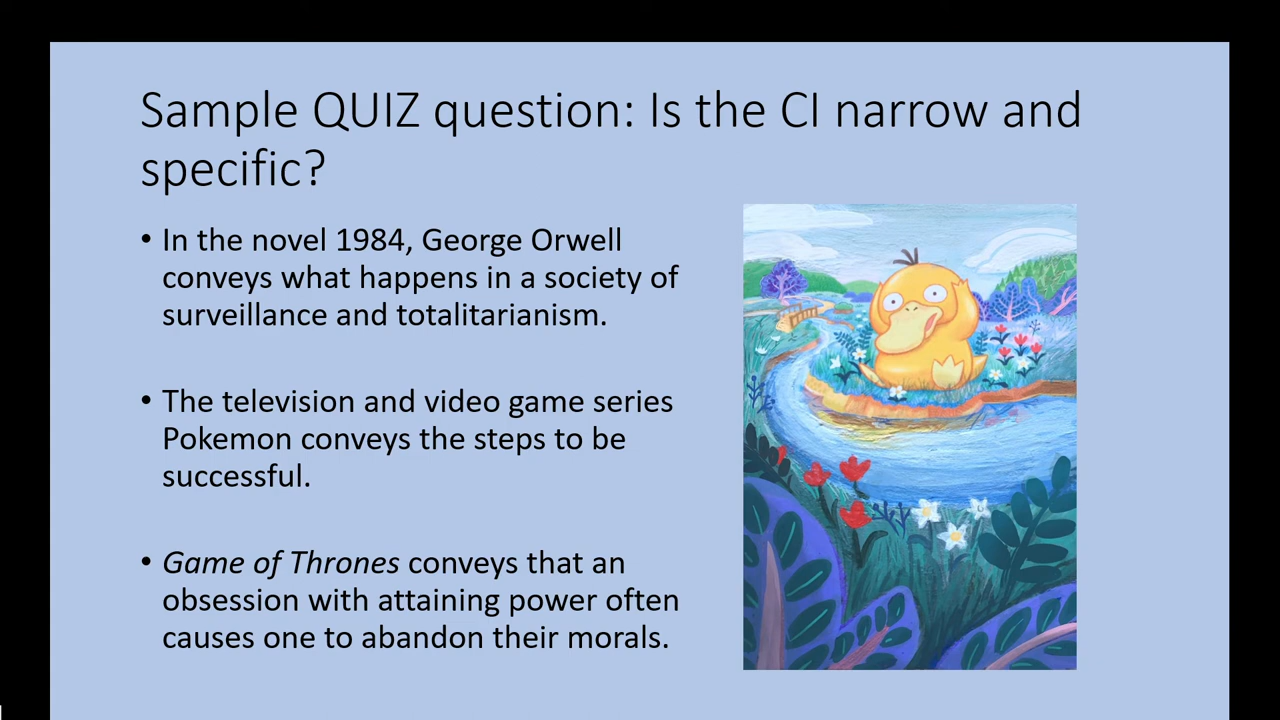 Sample QUIZ question: Is the CI narrow and
specific?
• In the novel 1984, George Orwell
conveys what happens in a society of
surveillance and totalitarianism.
• The television and video game series
Pokemon conveys the steps to be
successful.
• Game of Thrones conveys that an
obsession with attaining power often
causes one to abandon their morals.